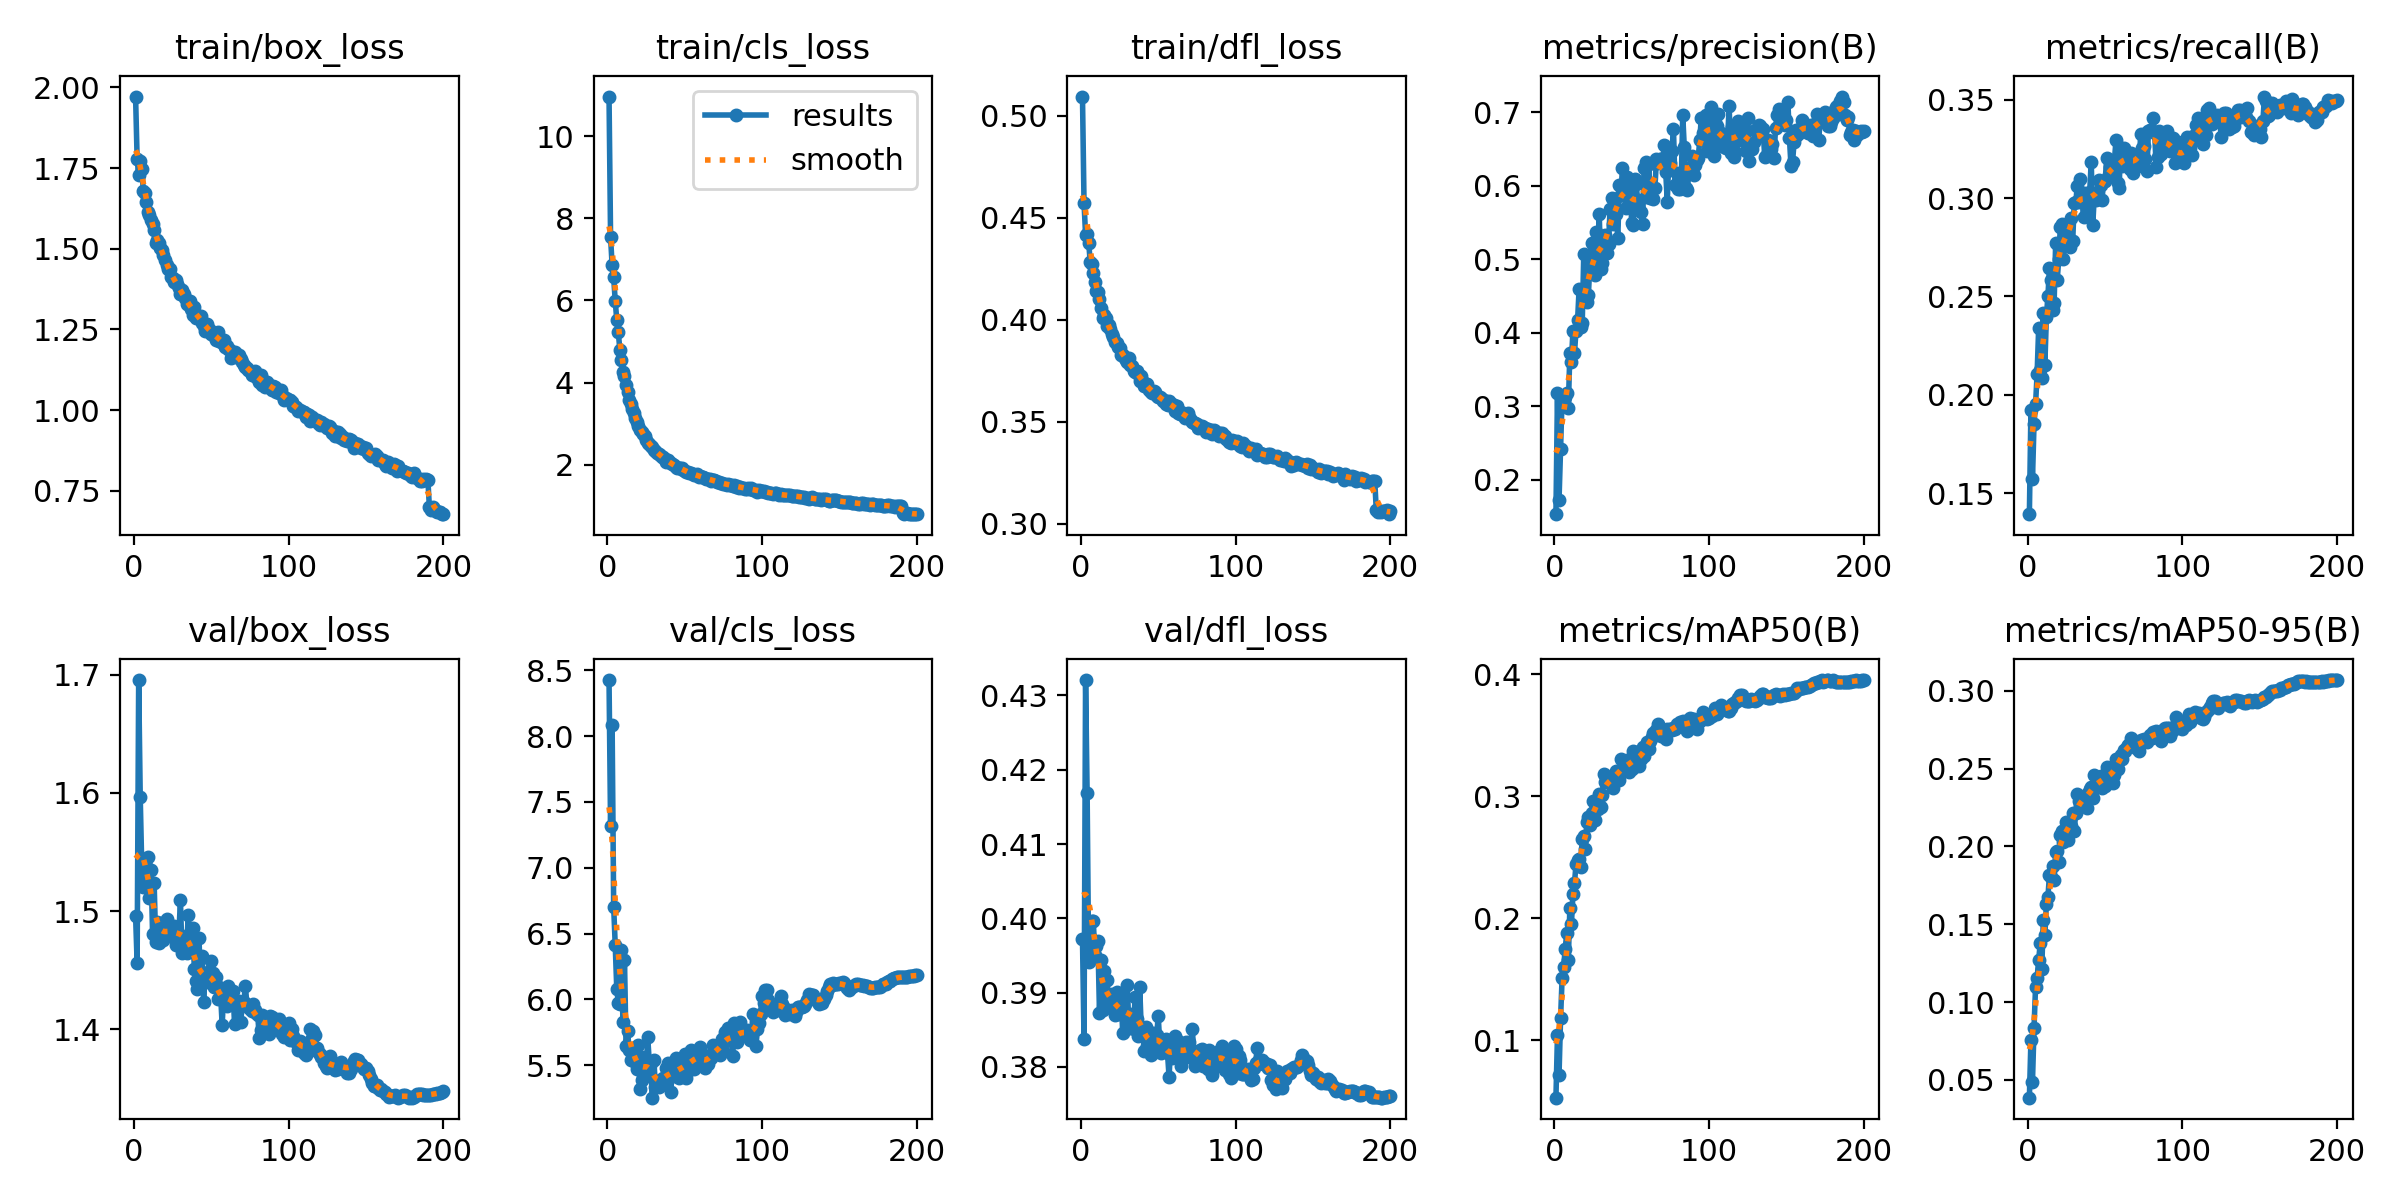 train/box_loss
2.00
1.75
1.50
1.25
1.00
0.75
0 100 200
train/cls_loss
results
smooth
10
8
6
4
2
0 100 200
train/dfl_loss
0.50
0.45
0.40
0.35
0.30
0 100 200
metrics/precision(B)
0.7
0.6
0.5
0.4
0.3
0.2
0 100 200
metrics/recall(B)
0.35
0.30
0.25
0.20
0.15
0 100 200
val/box_loss
1.7
1.6
1.5
1.4
0 100 200
val/cls_loss
8.5
8.0
7.5
7.0
6.5
6.0
5.5
0 100 200
val/dfl_loss
0.43
0.42
0.41
0.40
0.39
0.38
0 100 200
metrics/mAP50(B)
0.4
0.3
0.2
0.1
0 100 200
metrics/mAP50-95(B)
0.30
0.25
0.20
0.15
0.10
0.05
0 100 200